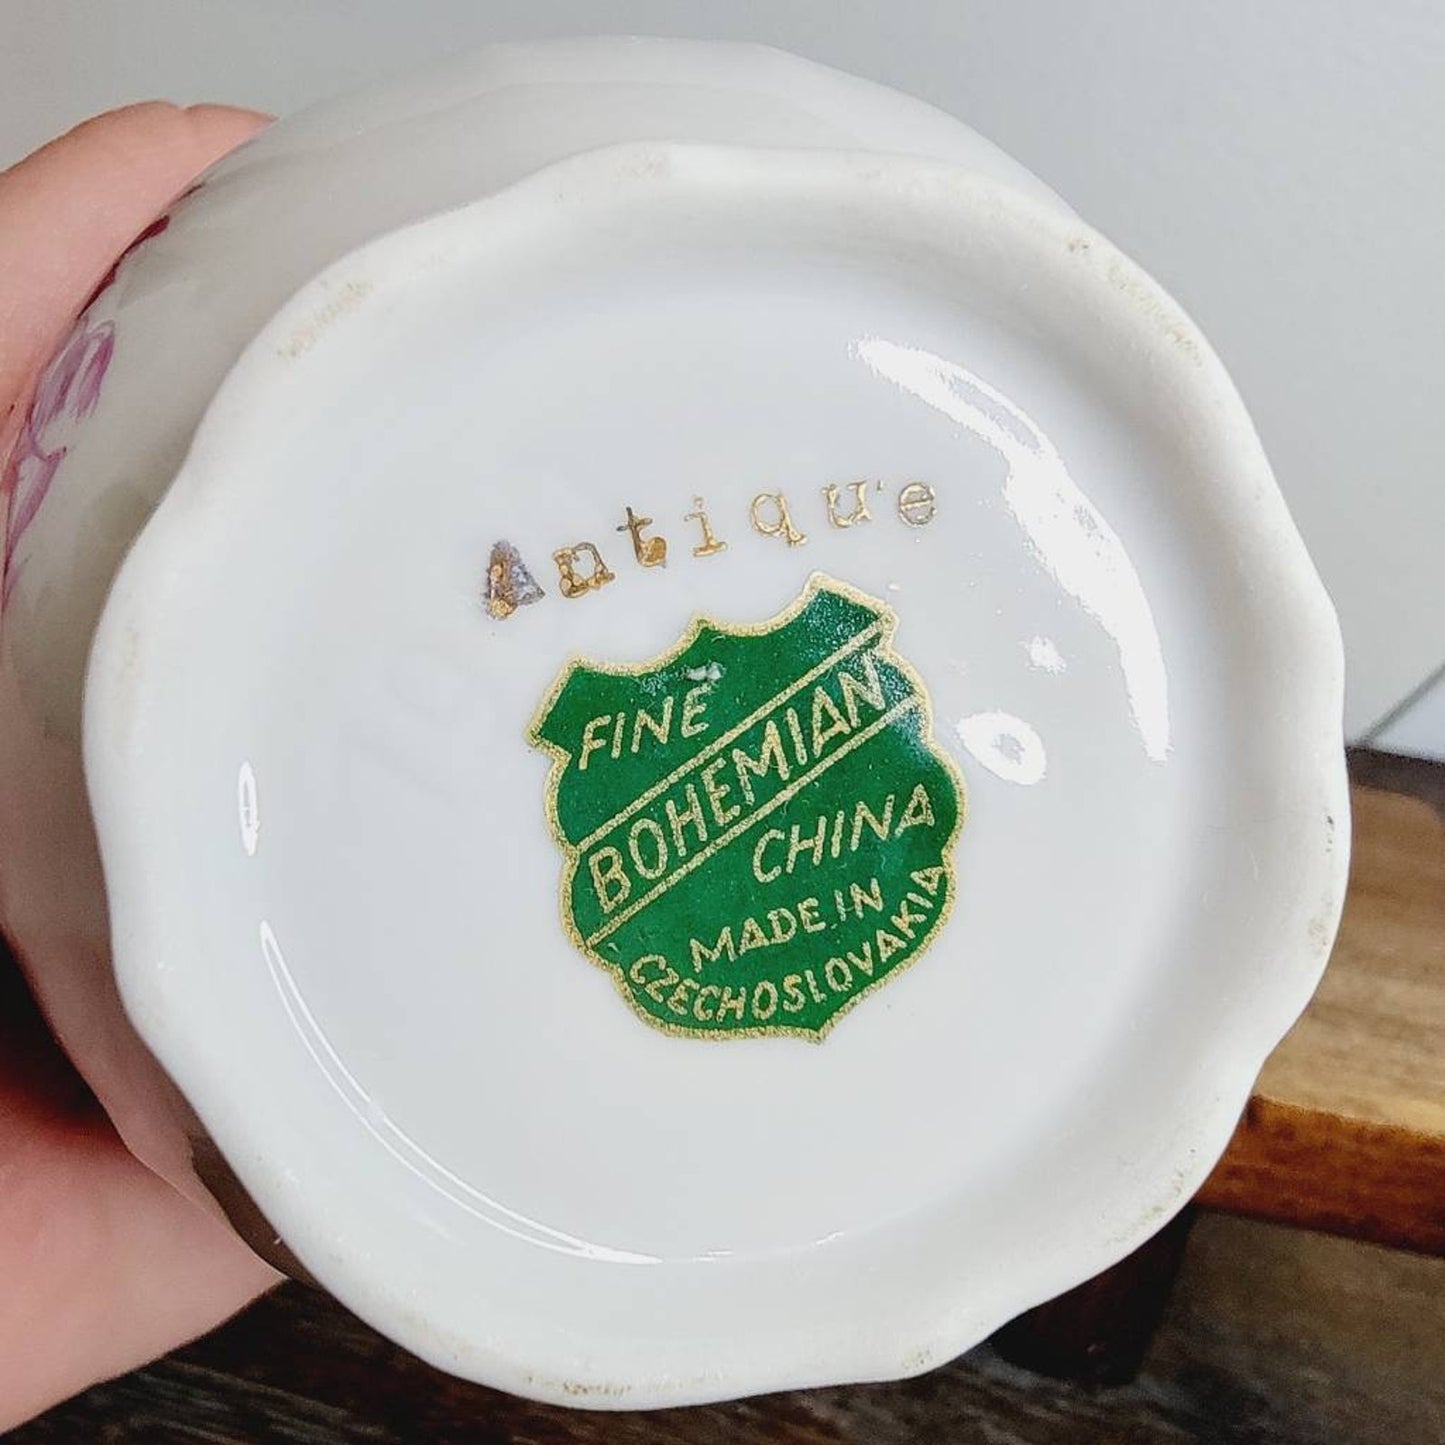 Antique
FINE
BOHEMIAN
CHINA
MADE IN
CZECHOSLOVAKIA